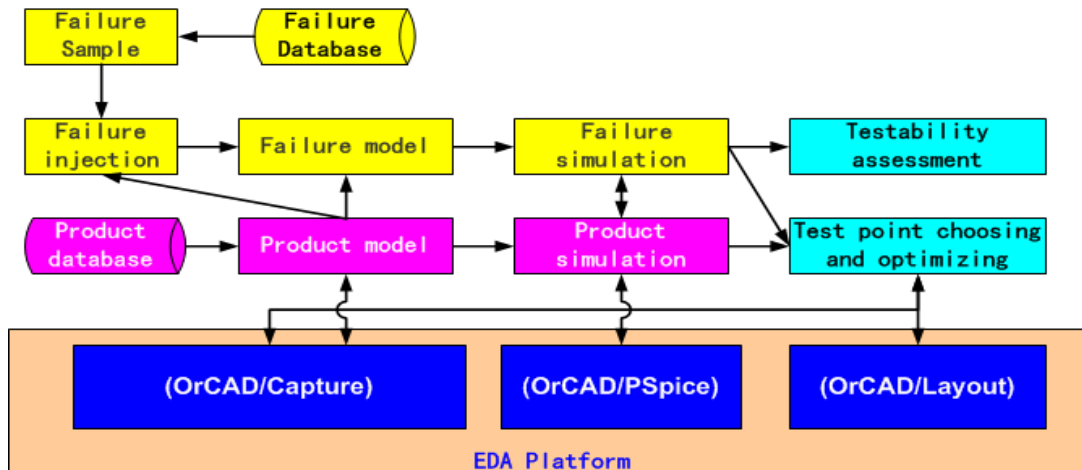 Failure
Sample
Failure
Database
Failure
injection
Failure model
Failure
simulation
Testability
assessment
Product
database
Product model
Product
simulation
Test point choosing
and optimizing
(OrCAD/Capture)
(OrCAD/PSpice)
(OrCAD/Layout)
EDA Platform